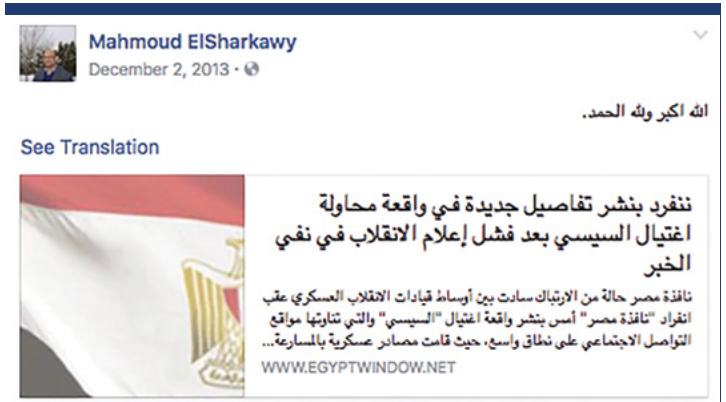 Mahmoud ElSharkawy
December 2, 2013 ·
الله اكبر ولله الحمد.
See Translation
ننفرد بنشر تفاصيل جديدة في واقعة محاولة
اغتيال السيسي بعد فشل إعلام الانقلاب في نفي
الخبر
نافذة مصر حالة من الارتباك سادت بين أوساط قيادات الانقلاب العسكري عقب
انفراد "نافذة مصر" أمس بنشر واقعة اغتيال "السيسي" والتي تناولتها مواقع
التواصل الاجتماعي على نطاق واسع، حيث قامت مصادر عسكرية بالمسارعة...
WWW.EGYPTWINDOW.NET